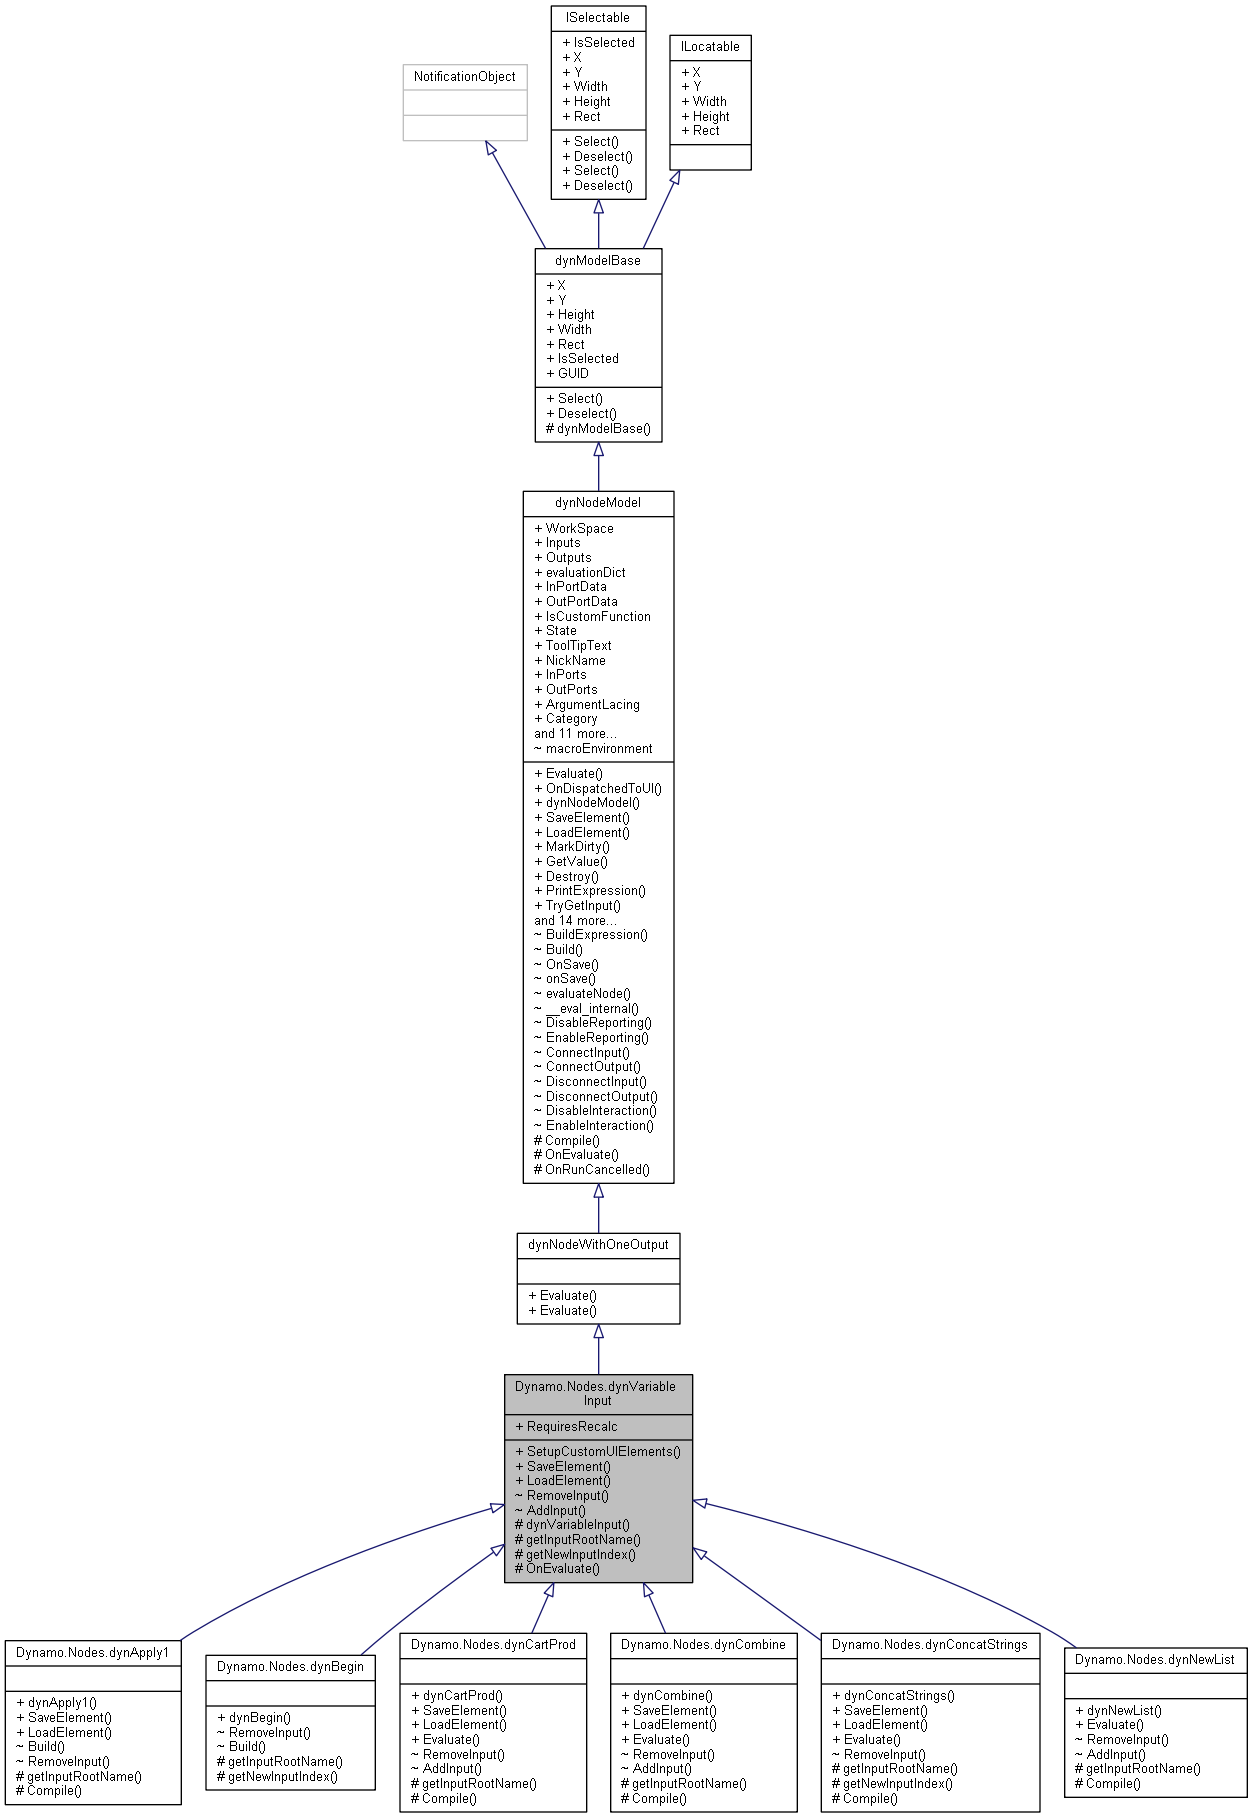 ISelectable
+ IsSelected
+ X
+ Y
+ Width
+ Height
+ Rect
+ Select()
+ Deselect()
+ Select()
+ Deselect()
ILocatable
+ X
+ Y
+ Width
+ Height
+ Rect
NotificationObject
dynModelBase
+ X
+ Y
+ Height
+ Width
+ Rect
+ IsSelected
+ GUID
+ Select()
+ Deselect()
# dynModelBase()
dynNodeModel
+ WorkSpace
+ Inputs
+ Outputs
+ evaluationDict
+ InPortData
+ OutPortData
+ IsCustomFunction
+ State
+ ToolTipText
+ NickName
+ InPorts
+ OutPorts
+ ArgumentLacing
+ Category
and 11 more...
~ macroEnvironment
+ Evaluate()
+ OnDispatchedToUI()
+ dynNodeModel()
+ SaveElement()
+ LoadElement()
+ MarkDirty()
+ GetValue()
+ Destroy()
+ PrintExpression()
+ TryGetInput()
and 14 more...
~ BuildExpression()
~ Build()
~ OnSave()
~ onSave()
~ evaluateNode()
~ __eval_internal()
~ DisableReporting()
~ EnableReporting()
~ ConnectInput()
~ ConnectOutput()
~ DisconnectInput()
~ DisconnectOutput()
~ DisableInteraction()
~ EnableInteraction()
# Compile()
# OnEvaluate()
# OnRunCancelled()
dynNodeWithOneOutput
+ Evaluate()
+ Evaluate()
Dynamo.Nodes.dynVariable
Input
+ RequiresRecalc
+ SetupCustomUIElements()
+ SaveElement()
+ LoadElement()
~ RemoveInput()
~ AddInput()
# dynVariableInput()
# getInputRootName()
# getNewInputIndex()
# OnEvaluate()
Dynamo.Nodes.dynApply1
+ dynApply1()
+ SaveElement()
+ LoadElement()
~ Build()
~ RemoveInput()
# getInputRootName()
# Compile()
Dynamo.Nodes.dynBegin
+ dynBegin()
~ RemoveInput()
~ Build()
# getInputRootName()
# getNewInputIndex()
Dynamo.Nodes.dynCartProd
+ dynCartProd()
+ SaveElement()
+ LoadElement()
+ Evaluate()
~ RemoveInput()
~ AddInput()
# getInputRootName()
# Compile()
Dynamo.Nodes.dynCombine
+ dynCombine()
+ SaveElement()
+ LoadElement()
+ Evaluate()
~ RemoveInput()
~ AddInput()
# getInputRootName()
# Compile()
Dynamo.Nodes.dynConcatStrings
+ dynConcatStrings()
+ SaveElement()
+ LoadElement()
+ Evaluate()
~ RemoveInput()
# getInputRootName()
# getNewInputIndex()
# Compile()
Dynamo.Nodes.dynNewList
+ dynNewList()
+ Evaluate()
~ RemoveInput()
~ AddInput()
# getInputRootName()
# Compile()